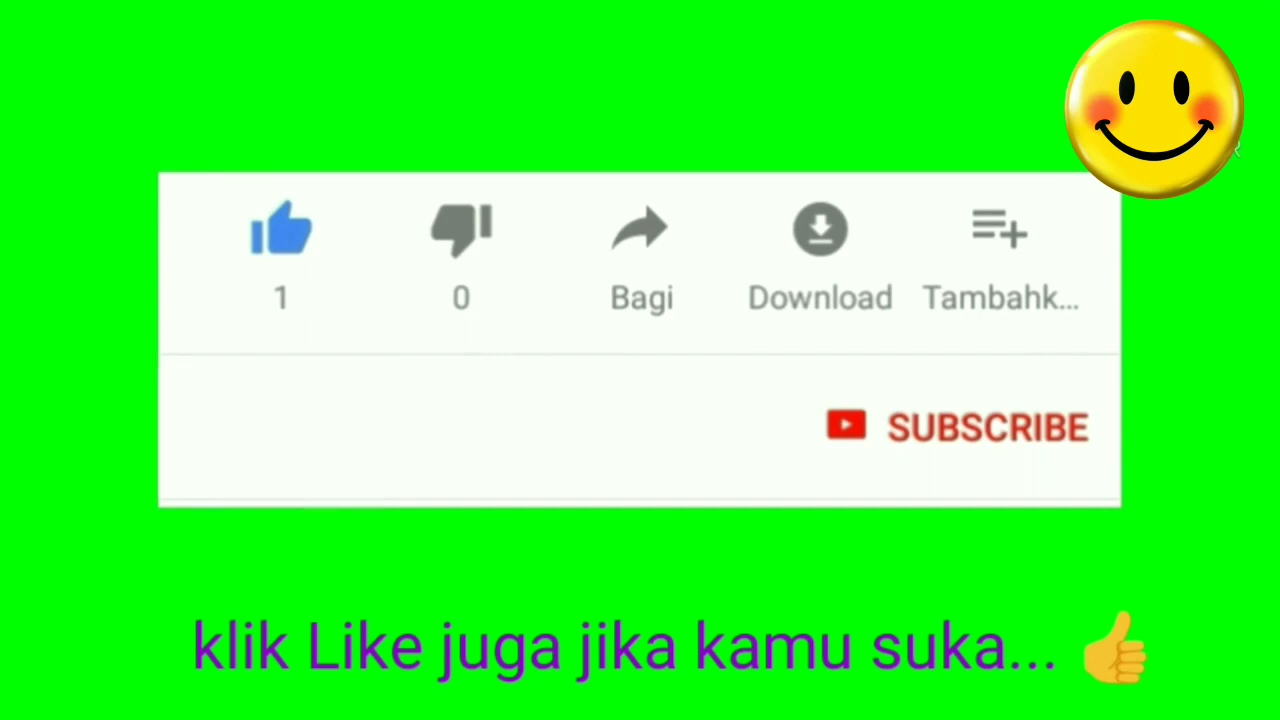 1 0 Bagi Download Tambahk...
SUBSCRIBE
klik Like juga jika kamu suka... 👍